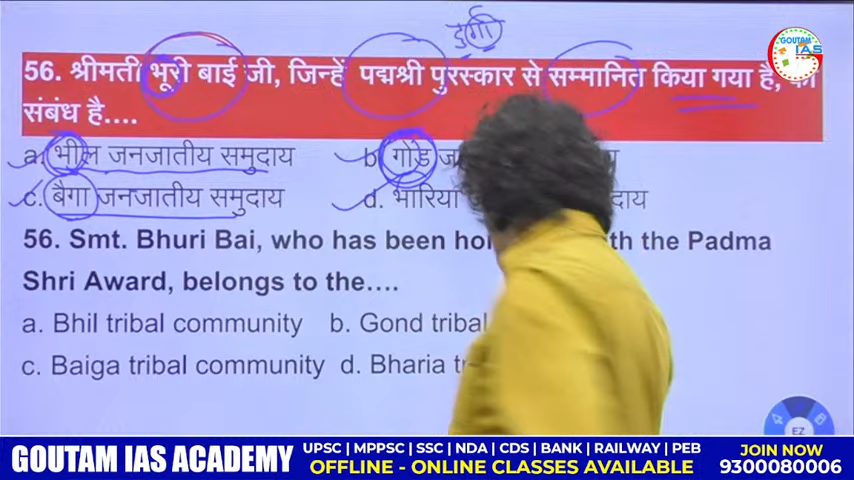 दुर्गा
GOUTAM
IAS
56. श्रीमती भूरी बाई जी, जिन्हें पद्मश्री पुरस्कार से सम्मानित किया गया है, का
संबंध है....
a. भील जनजातीय समुदाय b. गोंड
c. बैगा जनजातीय समुदाय d. भारिया
56. Smt. Bhuri Bai, who has been the Padma
Shri Award, belongs to the....
a. Bhil tribal community b. Gond tribal
c. Baiga tribal community d. Bharia
EZ
GOUTAM IAS ACADEMY
UPSC | MPPSC | SSC | NDA | CDS | BANK | RAILWAY | PEB
OFFLINE - ONLINE CLASSES AVAILABLE
JOIN NOW
9300080006